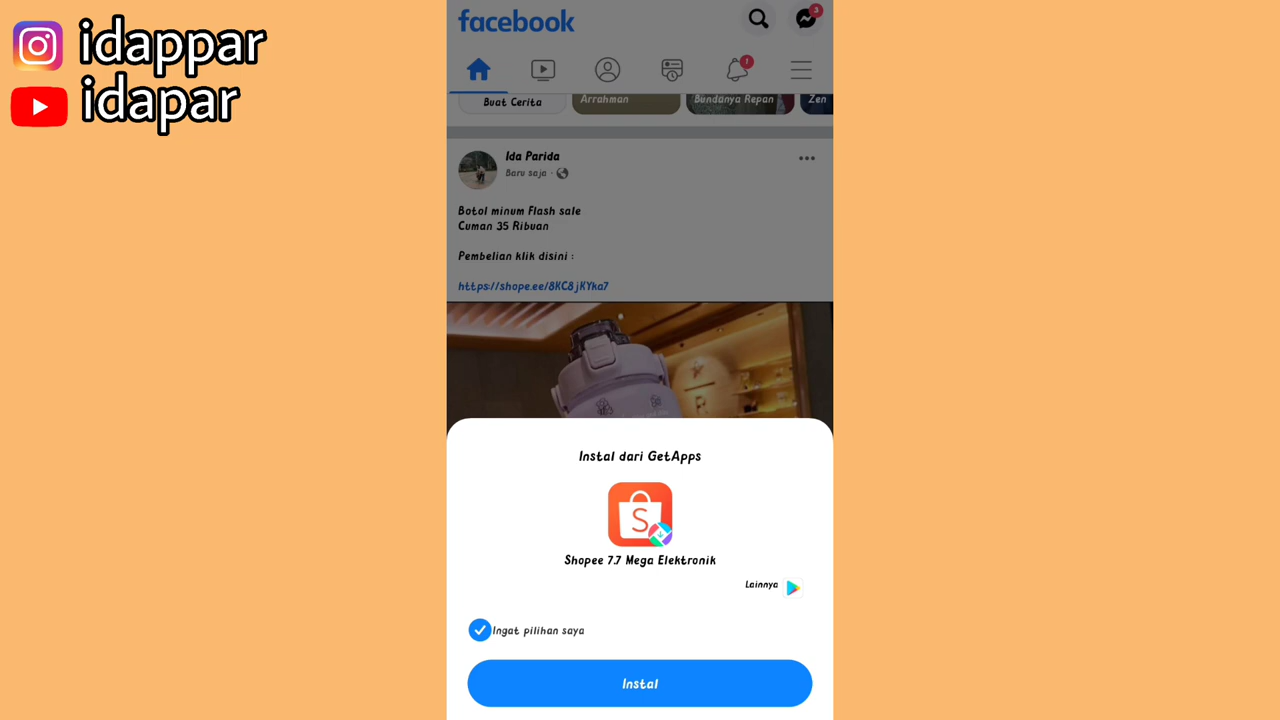 idappar
idapar
facebook
3
1
Buat Cerita
Arrahman
Bundanya Repan
Zen
Ida Parida
Baru saja ·
Botol minum Flash sale
Cuman 35 Ribuan
Pembelian klik disini :
https://shope.ee/8KC8jKYka7
Instal dari GetApps
S
Shopee 7.7 Mega Elektronik
Lainnya
Ingat pilihan saya
Instal